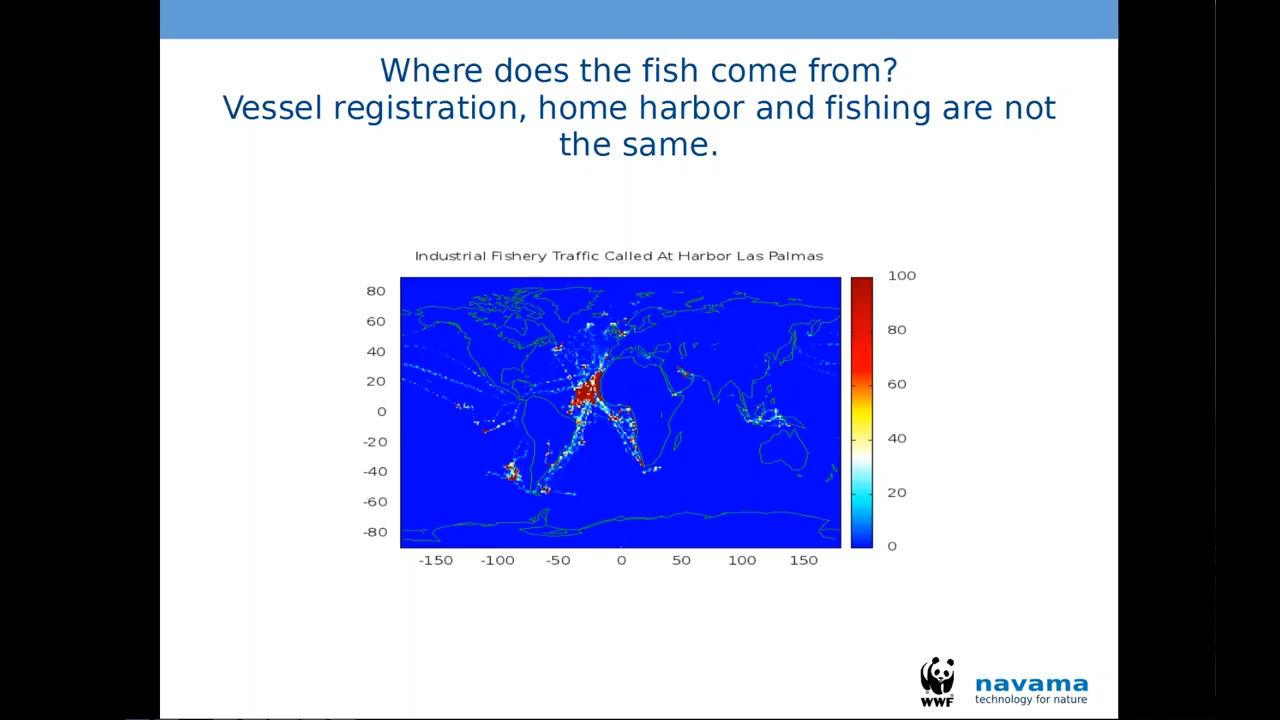 Where does the fish come from?
Vessel registration, home harbor and fishing are not
the same.
Industrial Fishery Traffic Called At Harbor Las Palmas
80
60
40
20
0
-20
-40
-60
-80
-150 -100 -50 0 50 100 150
100
80
60
40
20
0
WWF
navama
technology for nature